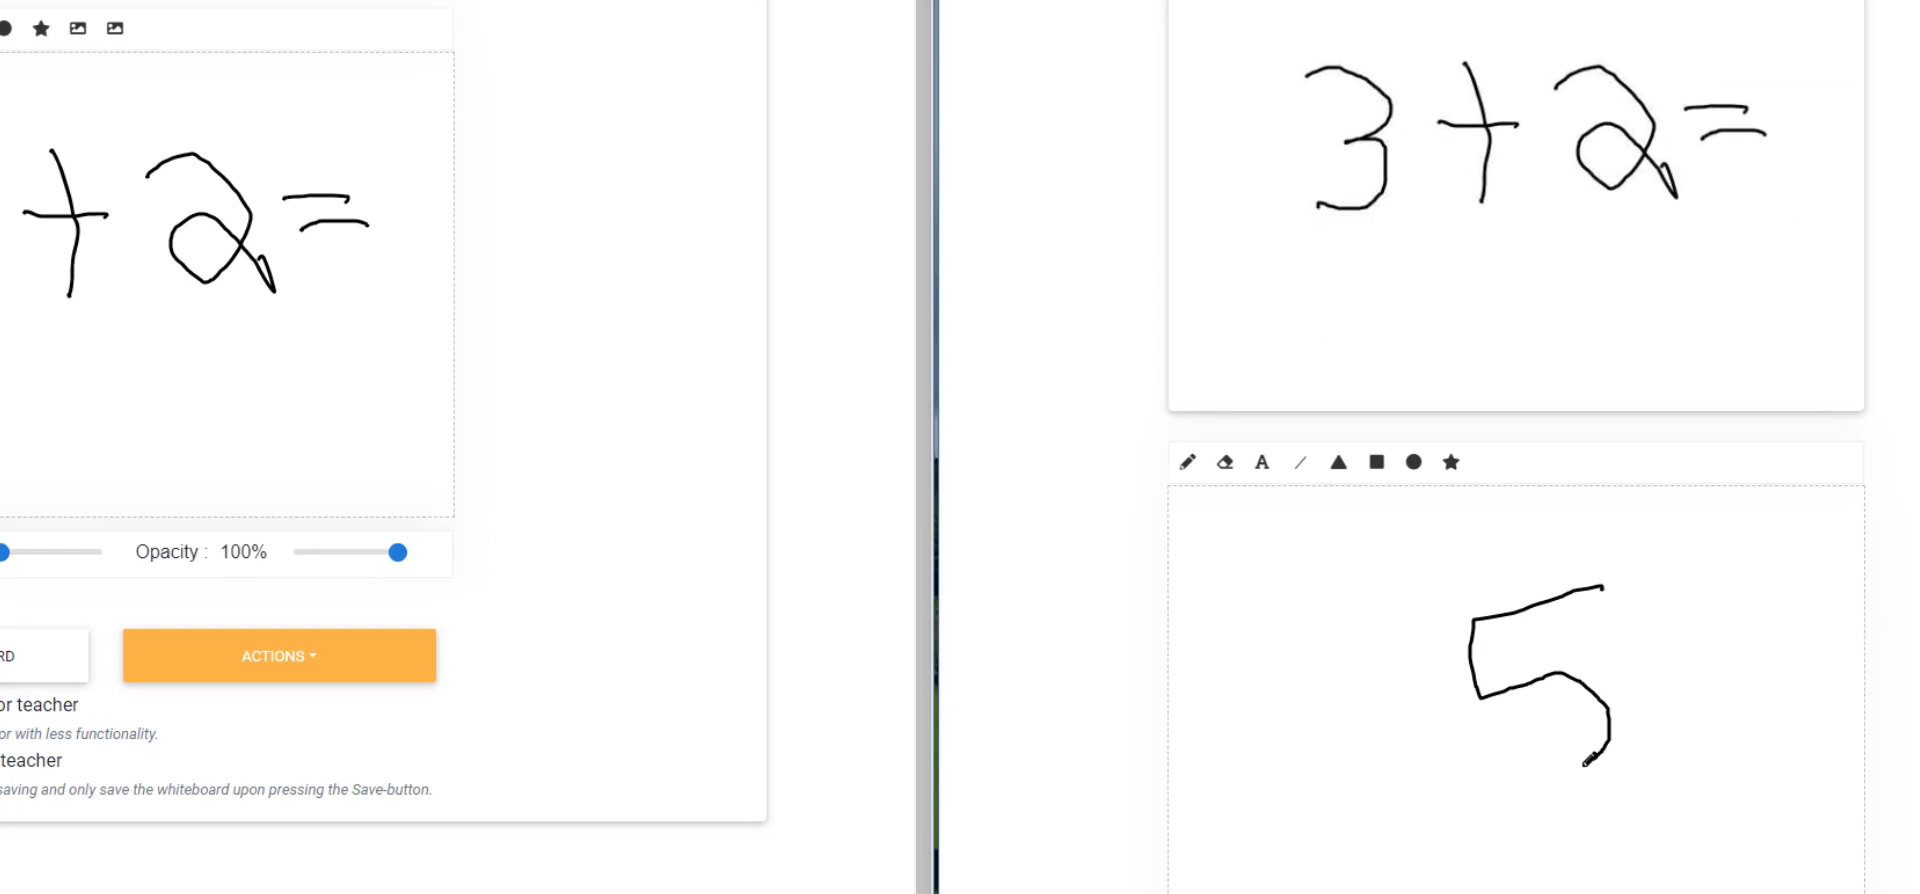 + 2 =
Opacity : 100%
RD
ACTIONS
or teacher
or with less functionality.
teacher
saving and only save the whiteboard upon pressing the Save-button.
3 + 2 =
A
5